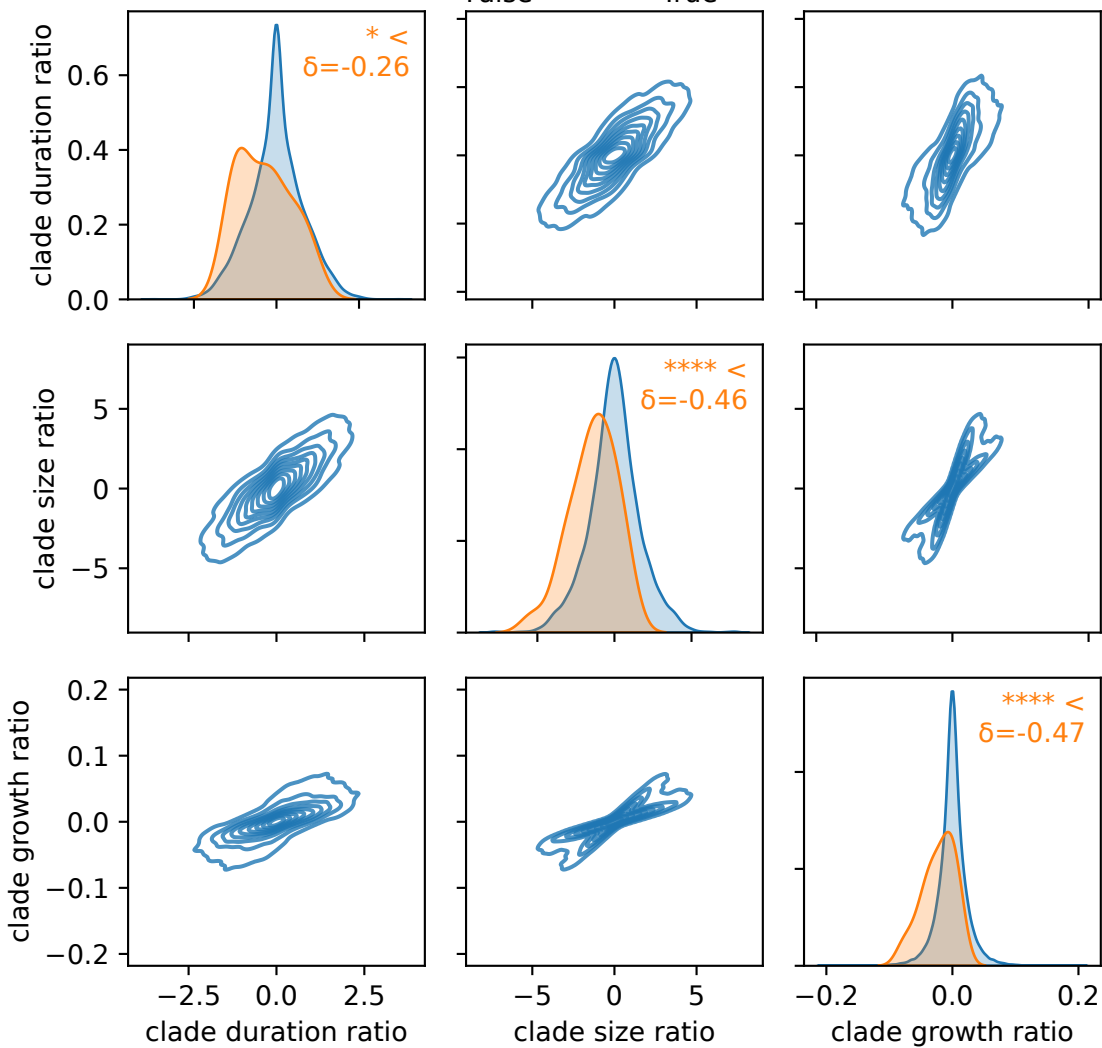 clade duration ratio
0.6
0.4
0.2
0.0
* <
δ=-0.26
clade size ratio
5
0
−5
**** <
δ=-0.46
clade growth ratio
0.2
0.1
0.0
−0.1
−0.2
**** <
δ=-0.47
−2.5 0.0 2.5
−5 0 5
−0.2 0.0 0.2
clade duration ratio
clade size ratio
clade growth ratio